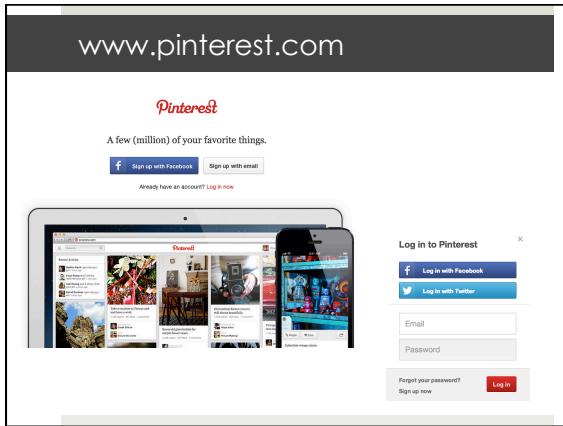 www.pinterest.com
Pinterest
A few (million) of your favorite things.
Sign up with Facebook
Sign up with email
Already have an account? Log in now
Pinterest
Log in to Pinterest
×
Log in with Facebook
Log in with Twitter
Email
Password
Forgot your password?
Sign up now
Log in